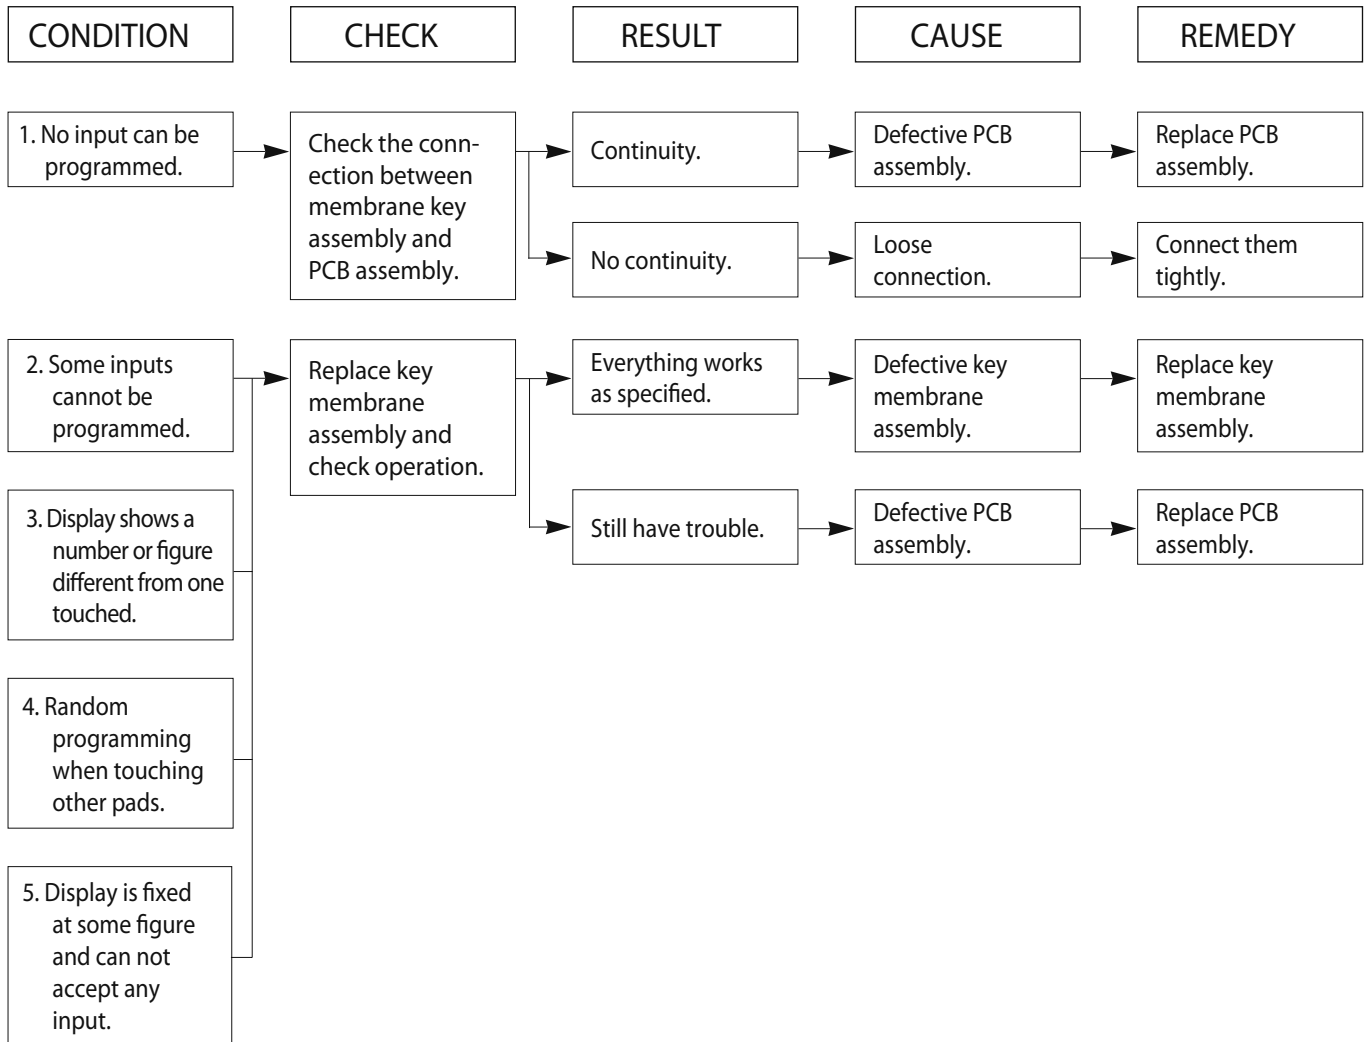 CONDITION
CHECK
RESULT
CAUSE
REMEDY
1. No input can be
programmed.
Check the conn-
ection between
membrane key
assembly and
PCB assembly.
Continuity.
Defective PCB
assembly.
Replace PCB
assembly.
No continuity.
Loose
connection.
Connect them
tightly.
2. Some inputs
cannot be
programmed.
Replace key
membrane
assembly and
check operation.
Everything works
as specified.
Defective key
membrane
assembly.
Replace key
membrane
assembly.
3. Display shows a
number or figure
different from one
touched.
Still have trouble.
Defective PCB
assembly.
Replace PCB
assembly.
4. Random
programming
when touching
other pads.
5. Display is fixed
at some figure
and can not
accept any
input.